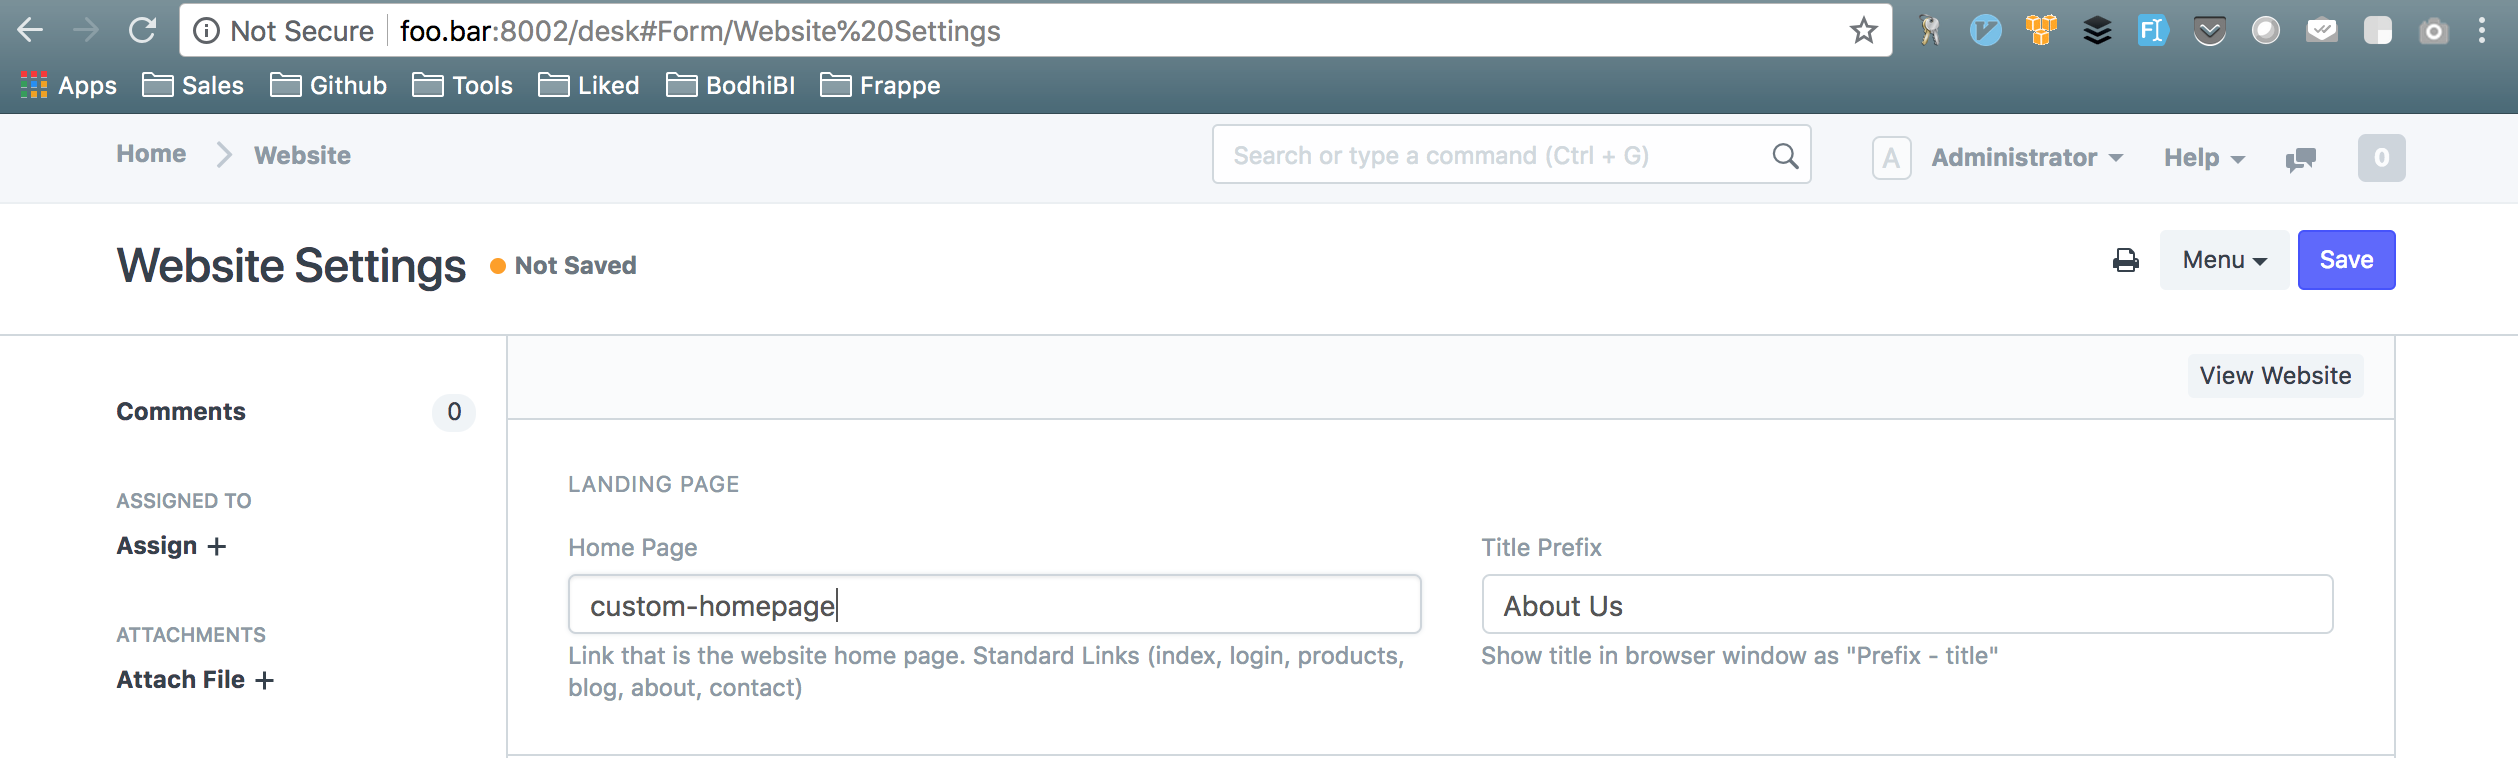 Not Secure foo.bar:8002/desk#Form/Website%20Settings
Apps Sales Github Tools Liked BodhiBI Frappe
Home Website Search or type a command (Ctrl + G) A Administrator Help 0
Website Settings Not Saved Menu Save
View Website
Comments 0
LANDING PAGE
ASSIGNED TO
Assign +
Home Page Title Prefix
custom-homepage About Us
Link that is the website home page. Standard Links (index, login, products, Show title in browser window as "Prefix - title"
blog, about, contact)
ATTACHMENTS
Attach File +